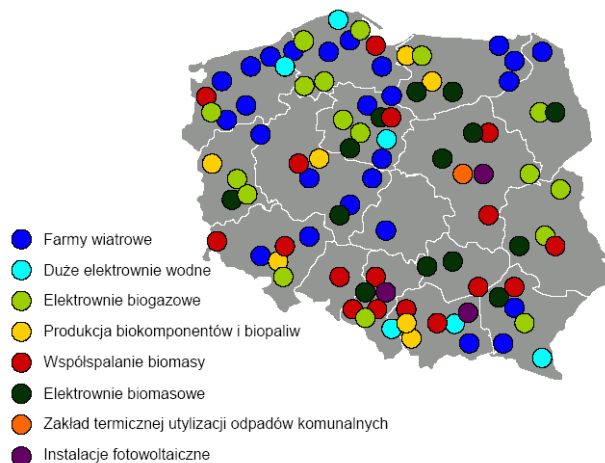 Farmy wiatrowe
Duże elektrownie wodne
Elektrownie biogazowe
Produkcja biokomponentów i biopaliw
Współspalanie biomasy
Elektrownie biomasowe
Zakład termicznej utylizacji odpadów komunalnych
Instalacje fotowoltaiczne